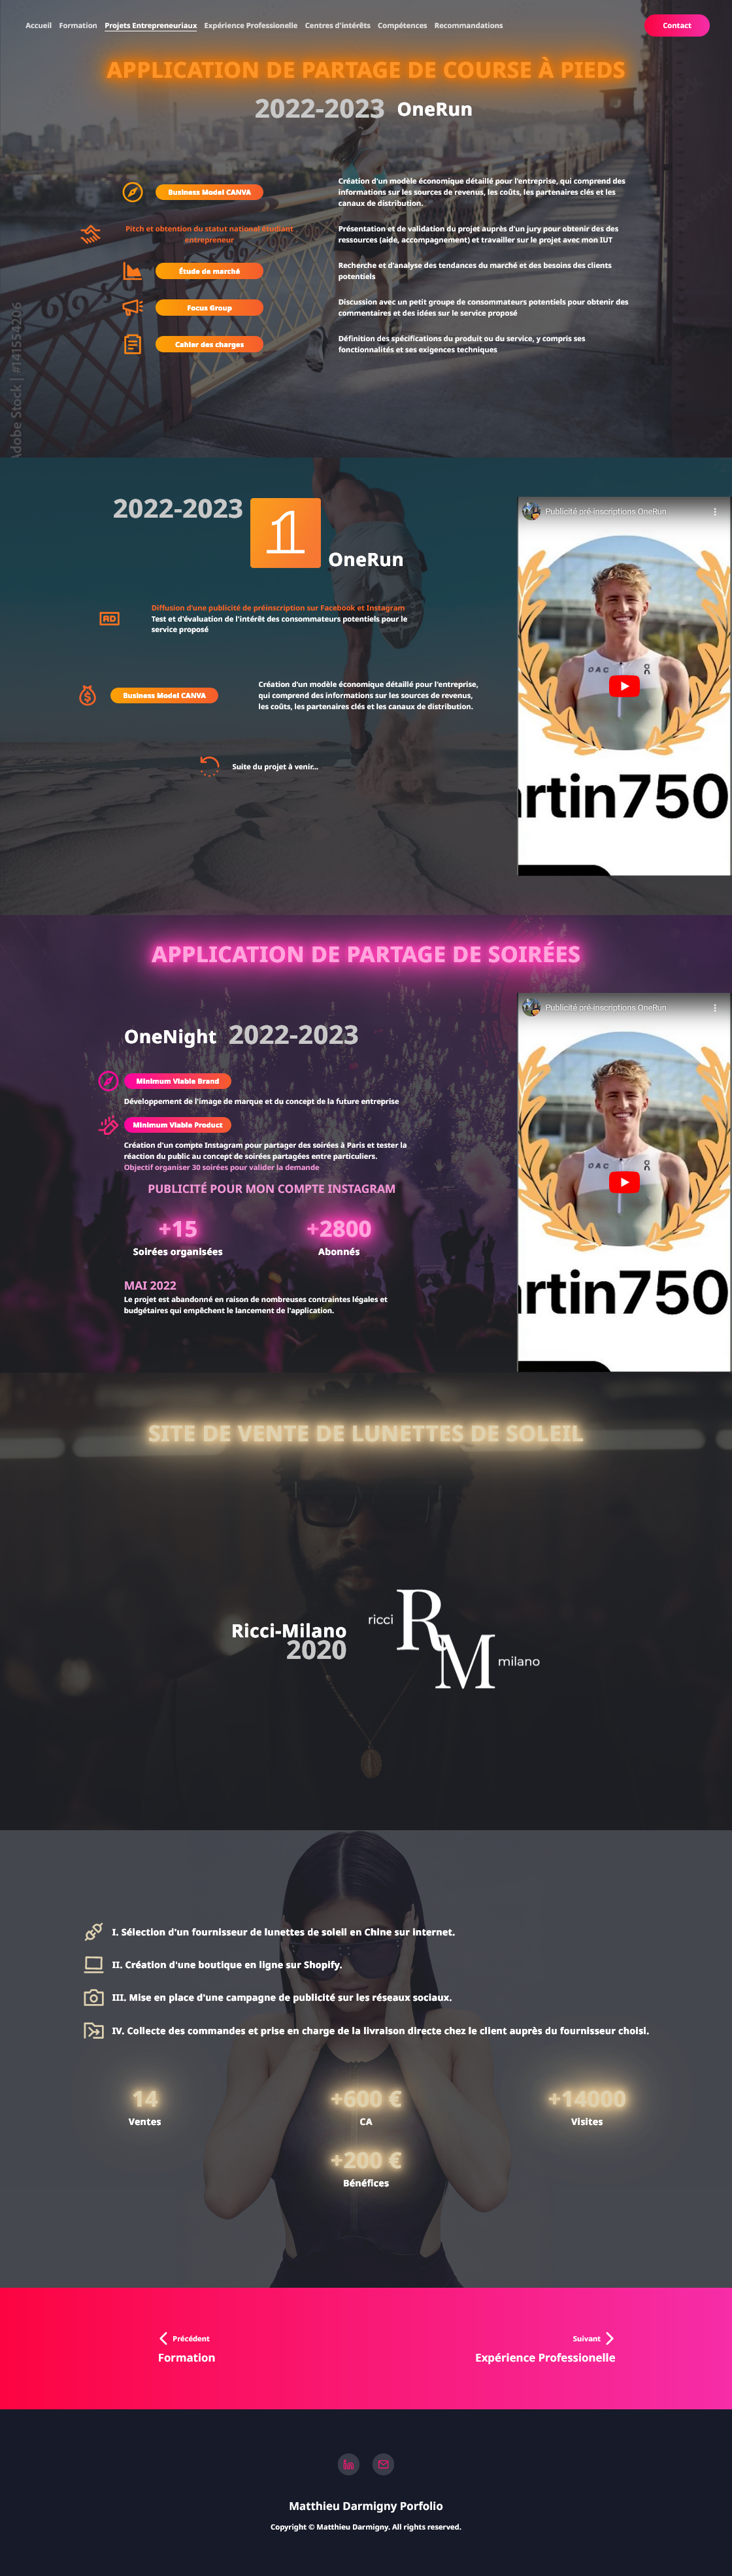 Accueil Formation Projets Entrepreneuriaux Expérience Professionelle Centres d'intérêts Compétences Recommandations Contact
APPLICATION DE PARTAGE DE COURSE À PIEDS
2022-2023 OneRun
Business Model CANVA
Création d'un modèle économique détaillé pour l'entreprise, qui comprend des
informations sur les sources de revenus, les coûts, les partenaires clés et les
canaux de distribution.
Pitch et obtention du statut national étudiant
entrepreneur
Présentation et de validation du projet auprès d'un jury pour obtenir des des
ressources (aide, accompagnement) et travailler sur le projet avec mon IUT
Étude de marché
Recherche et d'analyse des tendances du marché et des besoins des clients
potentiels
Focus Group
Discussion avec un petit groupe de consommateurs potentiels pour obtenir des
commentaires et des idées sur le service proposé
Cahier des charges
Définition des spécifications du produit ou du service, y compris ses
fonctionnalités et ses exigences techniques
Adobe Stock | #141554206
2022-2023
1
OneRun
Publicité pré-inscriptions OneRun
OAC
rtin750
AD
Diffusion d'une publicité de préinscription sur Facebook et Instagram
Test et d'évaluation de l'intérêt des consommateurs potentiels pour le
service proposé
Business Model CANVA
Création d'un modèle économique détaillé pour l'entreprise,
qui comprend des informations sur les sources de revenus,
les coûts, les partenaires clés et les canaux de distribution.
Suite du projet à venir...
APPLICATION DE PARTAGE DE SOIRÉES
OneNight 2022-2023
Publicité pré-inscriptions OneRun
OAC
rtin750
Minimum Viable Brand
Développement de l'image de marque et du concept de la future entreprise
Minimum Viable Product
Création d'un compte Instagram pour partager des soirées à Paris et tester la
réaction du public au concept de soirées partagées entre particuliers.
Objectif organiser 30 soirées pour valider la demande
PUBLICITÉ POUR MON COMPTE INSTAGRAM
+15 +2800
Soirées organisées Abonnés
MAI 2022
Le projet est abandonné en raison de nombreuses contraintes légales et
budgétaires qui empêchent le lancement de l'application.
SITE DE VENTE DE LUNETTES DE SOLEIL
Ricci-Milano
2020
ricci RM milano
I. Sélection d'un fournisseur de lunettes de soleil en Chine sur internet.
II. Création d'une boutique en ligne sur Shopify.
III. Mise en place d'une campagne de publicité sur les réseaux sociaux.
IV. Collecte des commandes et prise en charge de la livraison directe chez le client auprès du fournisseur choisi.
14 +600 € +14000
Ventes CA Visites
+200 €
Bénéfices
Précédent Suivant
Formation Expérience Professionelle
in
Matthieu Darmigny Porfolio
Copyright © Matthieu Darmigny. All rights reserved.